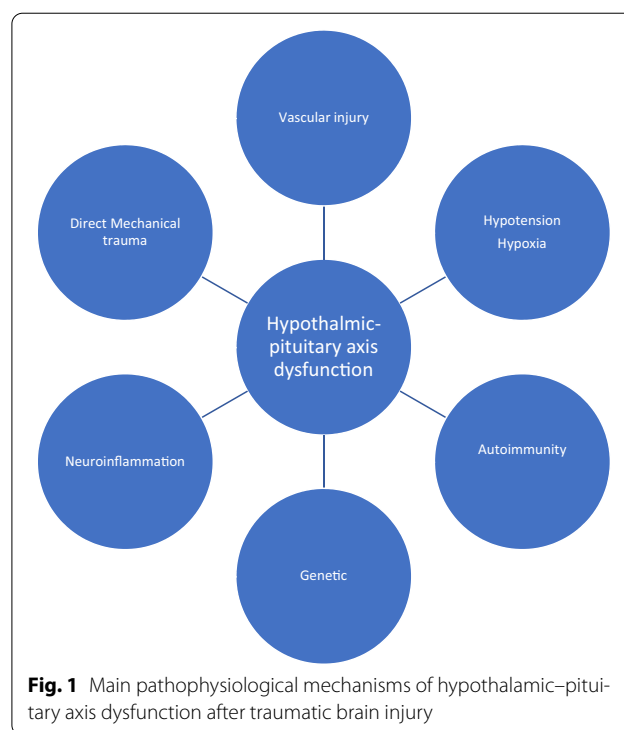 Vascular injury
Direct Mechanical
trauma
Hypotension
Hypoxia
Hypothalmic-
pituitary axis
dysfunction
Neuroinflammation
Autoimmunity
Genetic
Fig. 1 Main pathophysiological mechanisms of hypothalamic–pitui-
tary axis dysfunction after traumatic brain injury